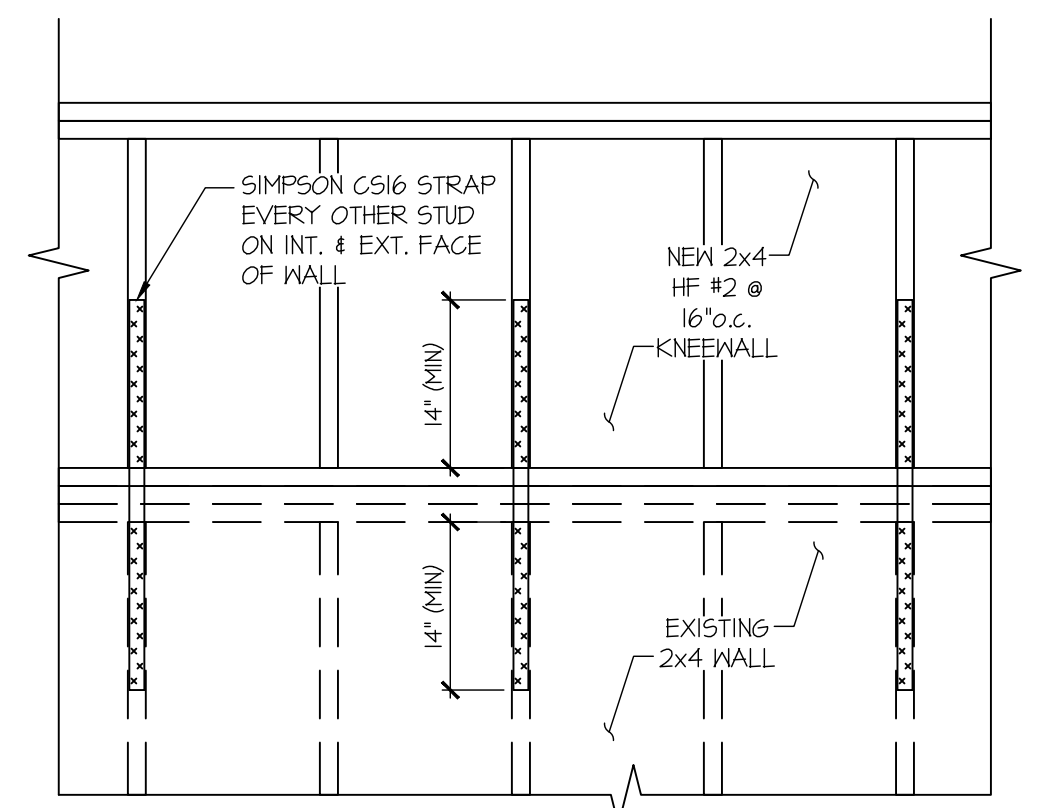 SIMPSON CS16 STRAP
EVERY OTHER STUD
ON INT. & EXT. FACE
OF WALL
NEW 2x4
HF #2 @
16"o.c.
KNEEWALL
14" (MIN)
14" (MIN)
EXISTING
2x4 WALL